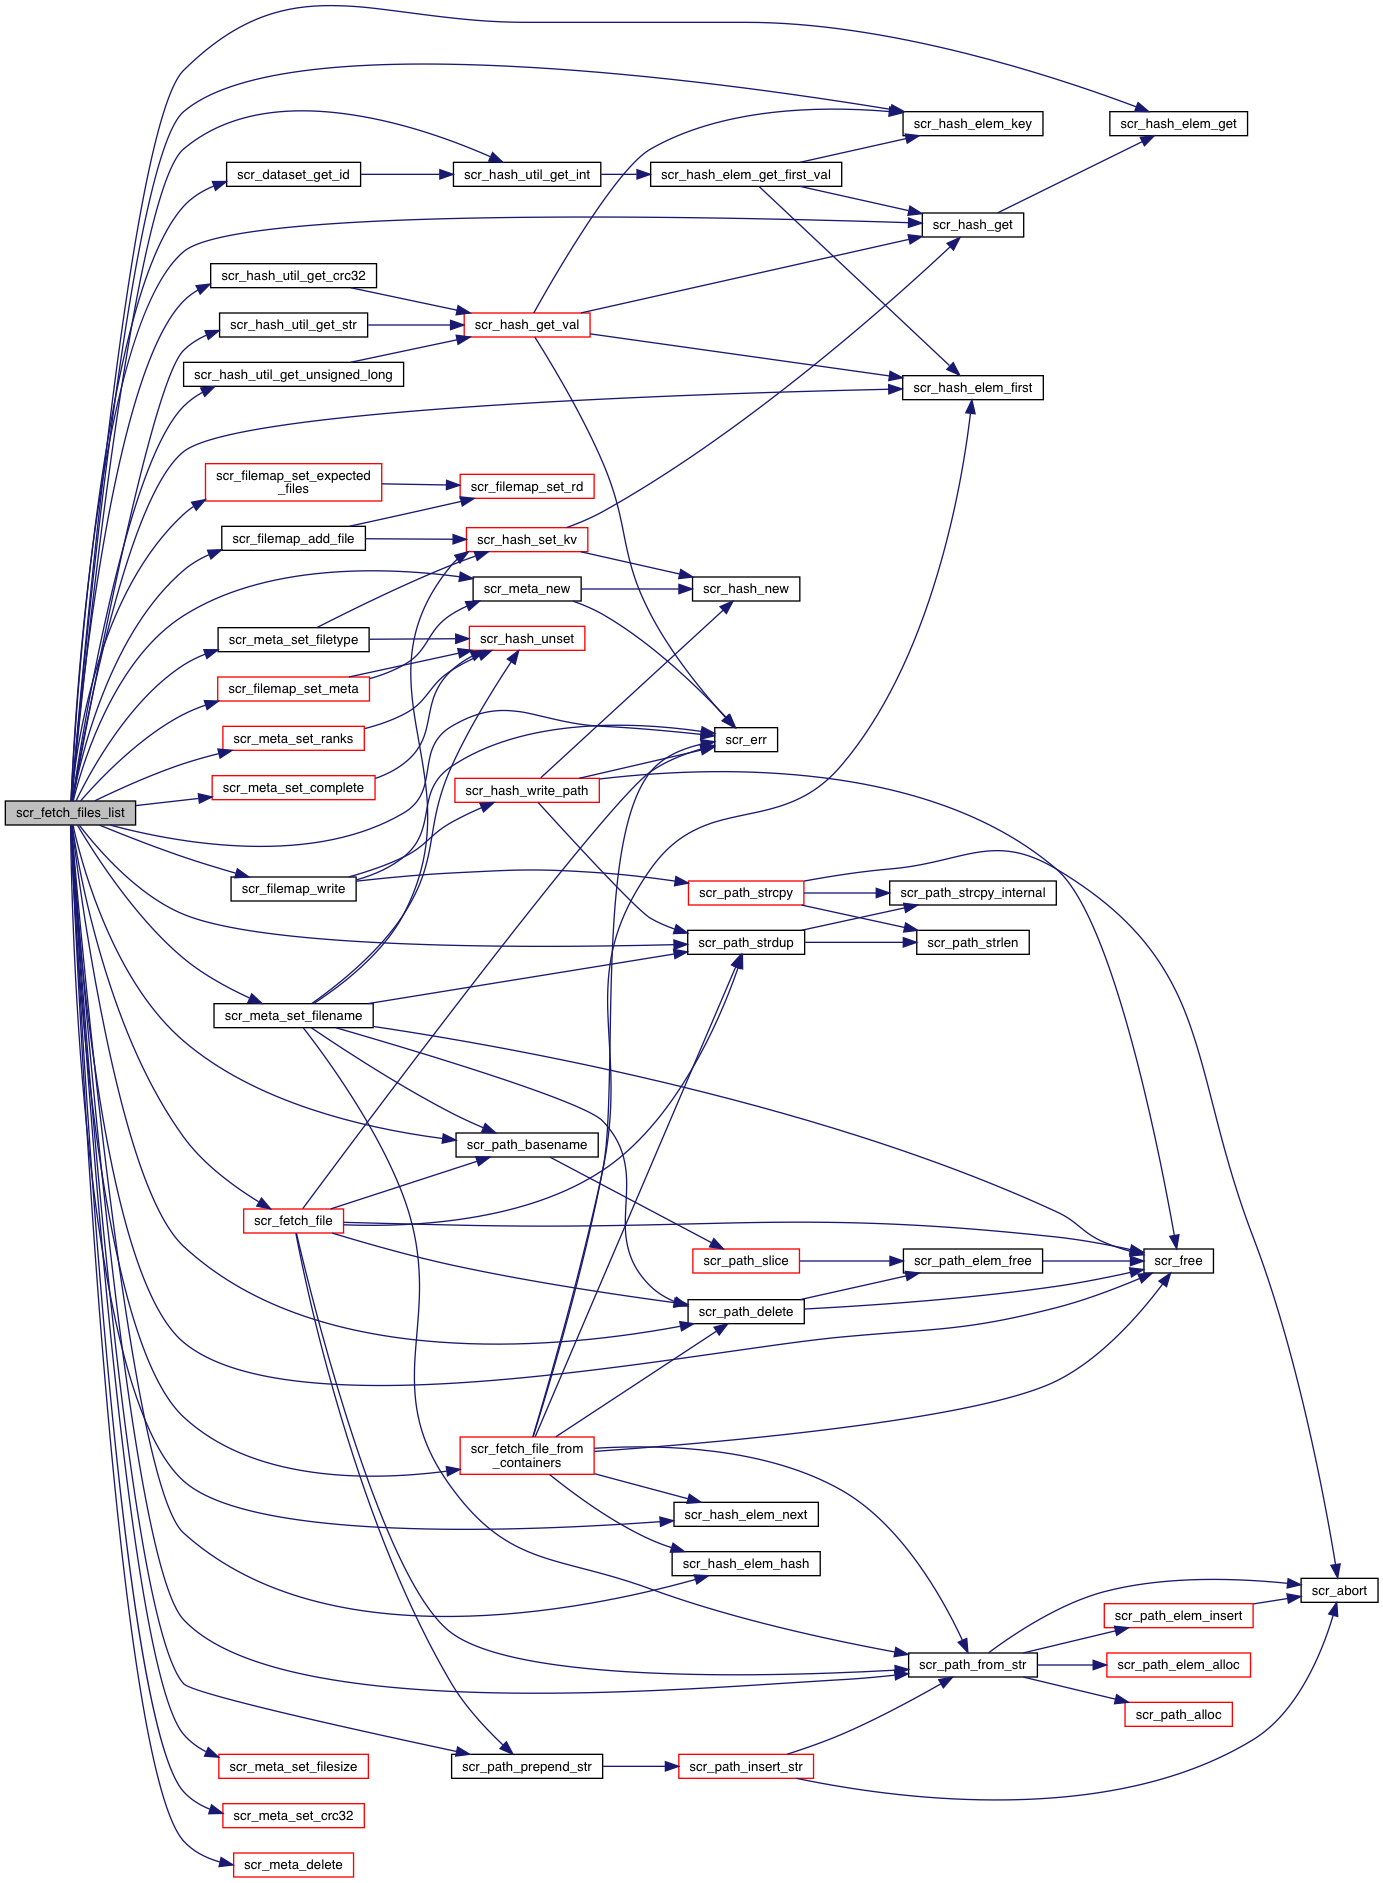 scr_hash_elem_key
scr_hash_elem_get
scr_dataset_get_id
scr_hash_util_get_int
scr_hash_elem_get_first_val
scr_hash_get
scr_hash_util_get_crc32
scr_hash_util_get_str
scr_hash_get_val
scr_hash_util_get_unsigned_long
scr_hash_elem_first
scr_filemap_set_expected
_files
scr_filemap_set_rd
scr_filemap_add_file
scr_hash_set_kv
scr_meta_new
scr_hash_new
scr_meta_set_filetype
scr_hash_unset
scr_filemap_set_meta
scr_meta_set_ranks
scr_err
scr_meta_set_complete
scr_hash_write_path
scr_fetch_files_list
scr_filemap_write
scr_path_strcpy
scr_path_strcpy_internal
scr_path_strdup
scr_path_strlen
scr_meta_set_filename
scr_path_basename
scr_fetch_file
scr_path_slice
scr_path_elem_free
scr_free
scr_path_delete
scr_fetch_file_from
_containers
scr_hash_elem_next
scr_hash_elem_hash
scr_abort
scr_path_elem_insert
scr_path_from_str
scr_path_elem_alloc
scr_path_alloc
scr_meta_set_filesize
scr_path_prepend_str
scr_path_insert_str
scr_meta_set_crc32
scr_meta_delete